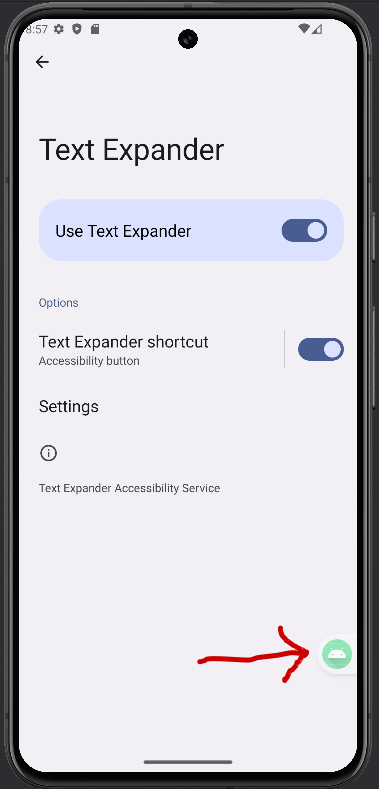 8:57
Text Expander
Use Text Expander
Options
Text Expander shortcut
Accessibility button
Settings
Text Expander Accessibility Service